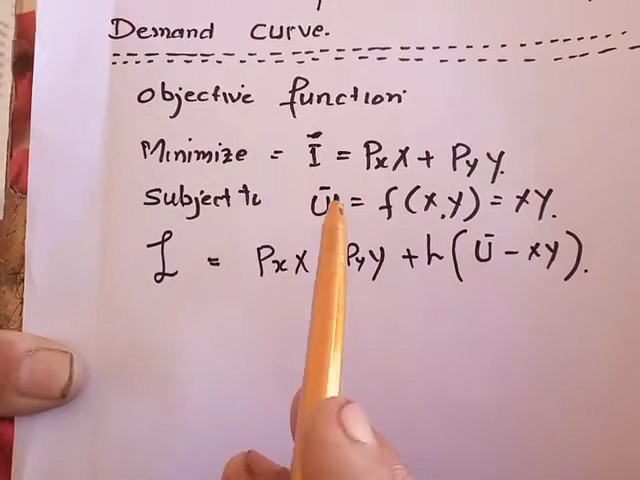 Demand curve.
Objective function
Minimize = Ī = PxX + PyY.
Subject to Ū = f(x,y) = xy.
L = PxX PyY + h(Ū - xy).